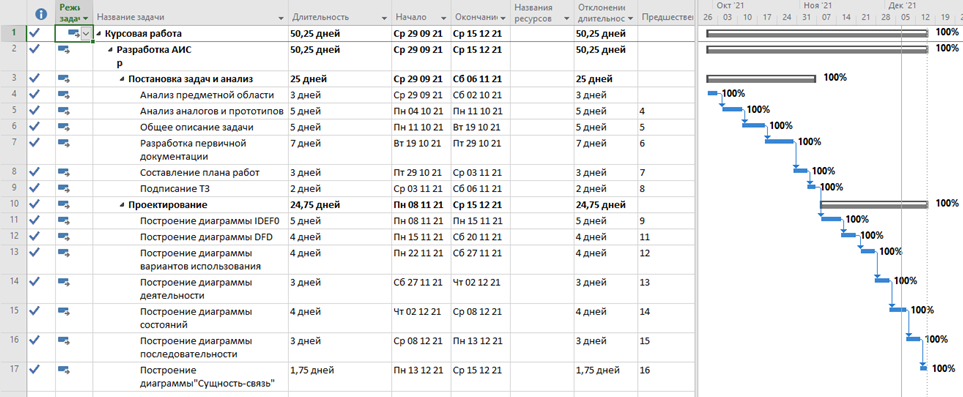 Режи задач Название задачи Длительность Начало Окончани Названия ресурсов Отклонени длительнос Предшестве
Окт '21 Ноя '21 Дек '21
26 03 10 17 24 31 07 14 21 28 05 12 19 26
1 Курсовая работа 50,25 дней Ср 29 09 21 Ср 15 12 21 50,25 дней 100%
2 Разработка АИС р 50,25 дней Ср 29 09 21 Ср 15 12 21 50,25 дней 100%
3 Постановка задач и анализ 25 дней Ср 29 09 21 Сб 06 11 21 25 дней 100%
4 Анализ предметной области 3 дней Ср 29 09 21 Сб 02 10 21 3 дней 100%
5 Анализ аналогов и прототипов 5 дней Пн 04 10 21 Пн 11 10 21 5 дней 4 100%
6 Общее описание задачи 5 дней Пн 11 10 21 Вт 19 10 21 5 дней 5 100%
7 Разработка первичной документации 7 дней Вт 19 10 21 Пт 29 10 21 7 дней 6 100%
8 Составление плана работ 3 дней Пт 29 10 21 Ср 03 11 21 3 дней 7 100%
9 Подписание ТЗ 2 дней Ср 03 11 21 Сб 06 11 21 2 дней 8 100%
10 Проектирование 24,75 дней Пн 08 11 21 Ср 15 12 21 24,75 дней 100%
11 Построение диаграммы IDEF0 5 дней Пн 08 11 21 Пн 15 11 21 5 дней 9 100%
12 Построение диаграммы DFD 4 дней Пн 15 11 21 Сб 20 11 21 4 дней 11 100%
13 Построение диаграммы вариантов использования 4 дней Пн 22 11 21 Сб 27 11 21 4 дней 12 100%
14 Построение диаграммы деятельности 3 дней Сб 27 11 21 Чт 02 12 21 3 дней 13 100%
15 Построение диаграммы состояний 4 дней Чт 02 12 21 Ср 08 12 21 4 дней 14 100%
16 Построение диаграммы последовательности 3 дней Ср 08 12 21 Пн 13 12 21 3 дней 15 100%
17 Построение диаграммы"Сущность-связь" 1,75 дней Пн 13 12 21 Ср 15 12 21 1,75 дней 16 100%